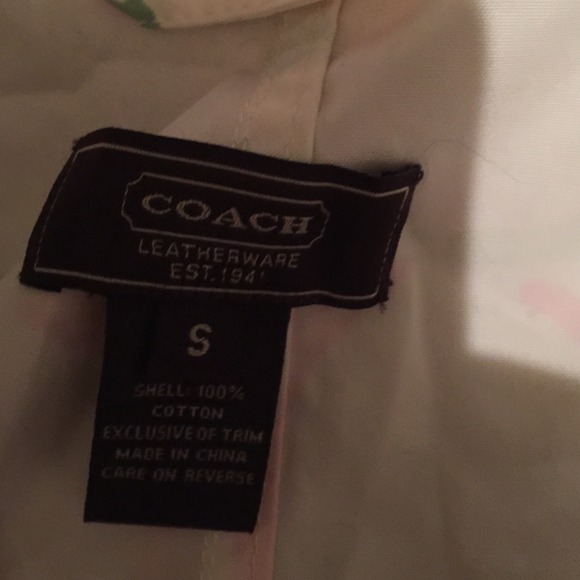 COACH
LEATHERWARE
EST. 1941
S
SHELL: 100%
COTTON
EXCLUSIVE OF TRIM
MADE IN CHINA
CARE ON REVERSE